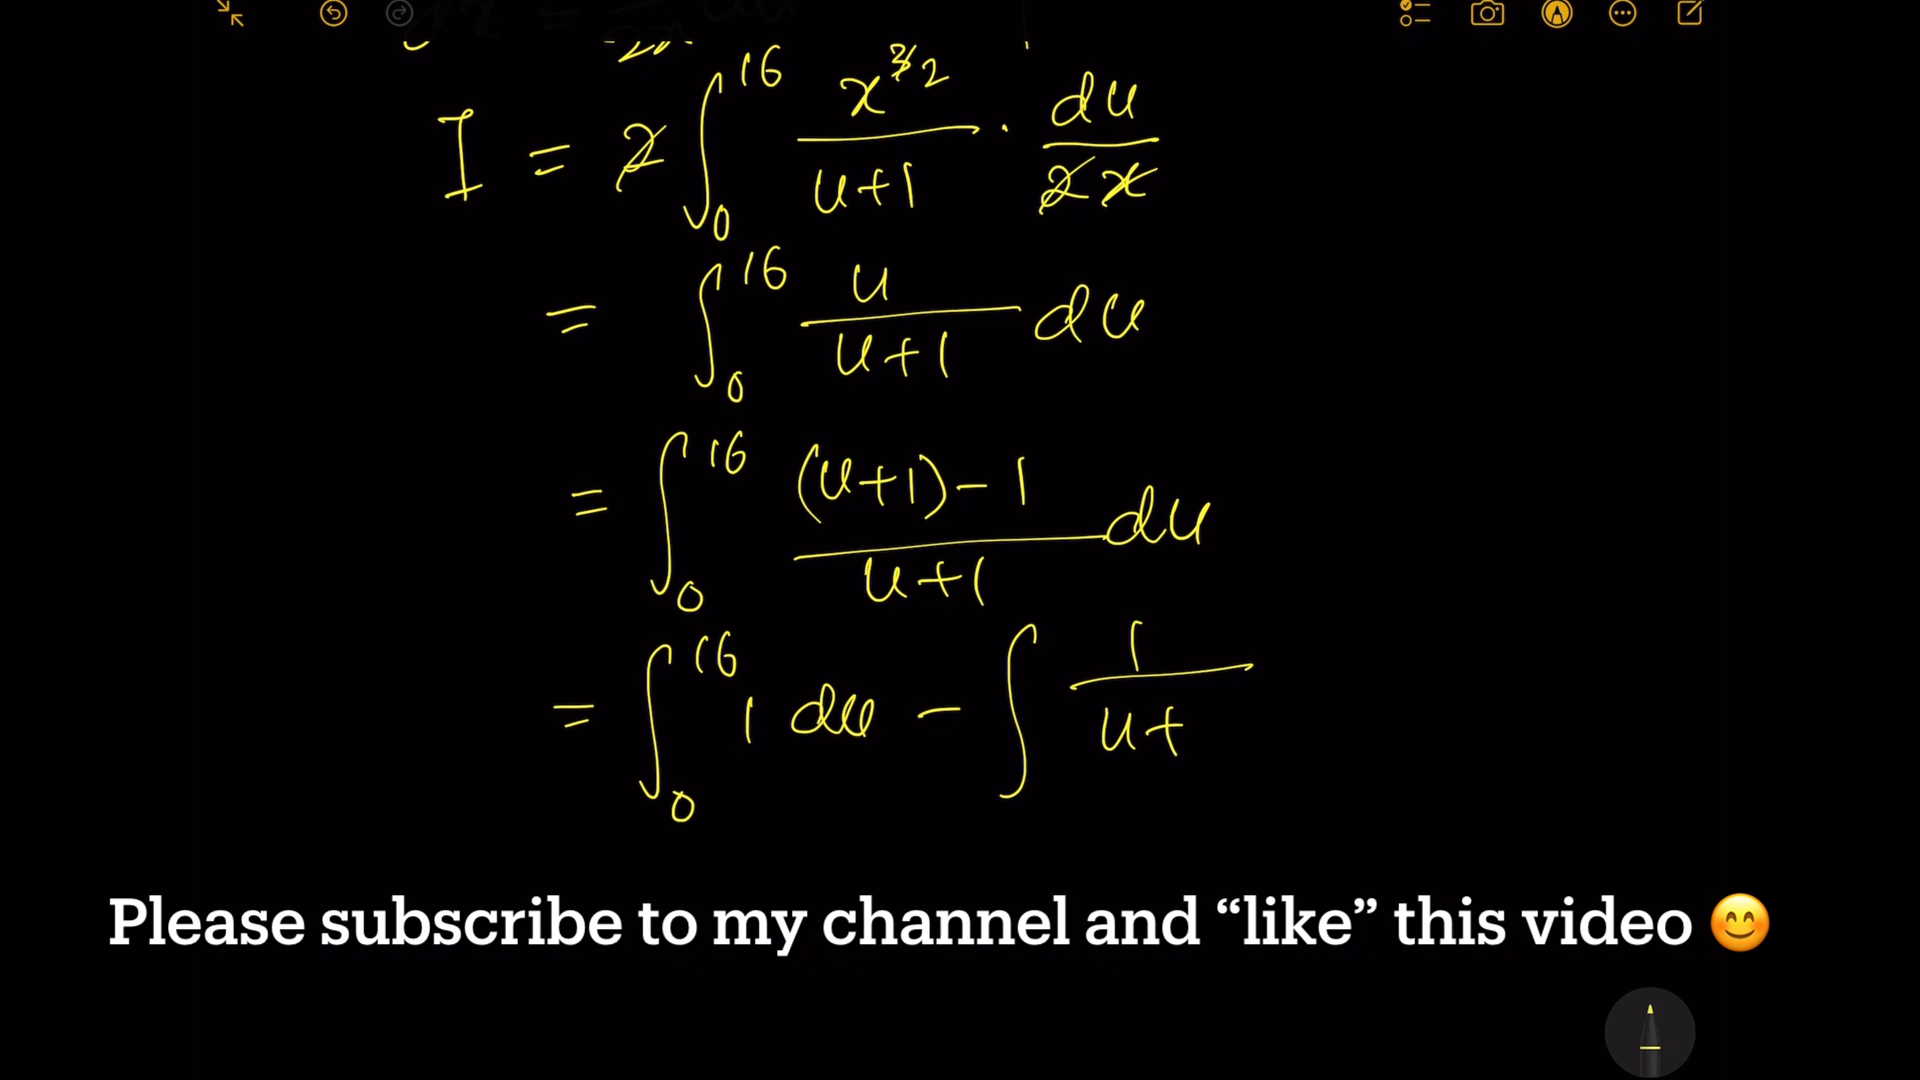 I = 2 ∫₀¹⁶ x^3/2 / (u+1) · du / 2x
= ∫₀¹⁶ u / (u+1) du
= ∫₀¹⁶ ((u+1) - 1) / (u+1) du
= ∫₀¹⁶ 1 du - ∫ 1 / (u+
Please subscribe to my channel and “like” this video 😊